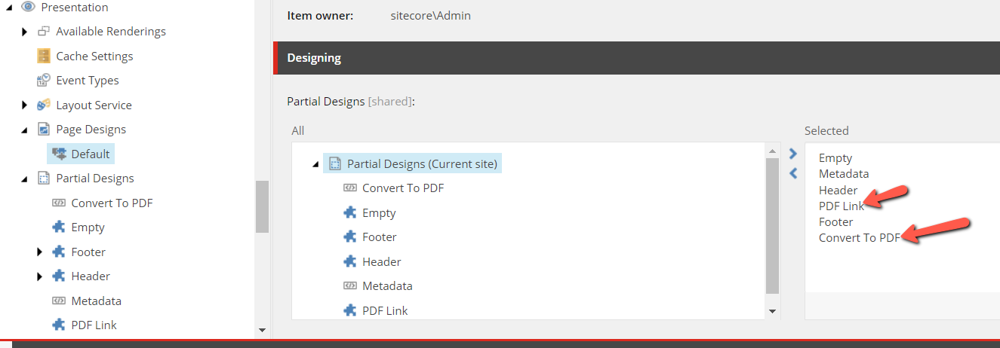 Presentation
Available Renderings
Cache Settings
Event Types
Layout Service
Page Designs
Default
Partial Designs
Convert To PDF
Empty
Footer
Header
Metadata
PDF Link
Item owner: sitecore\Admin
Designing
Partial Designs [shared]:
All
Partial Designs (Current site)
Convert To PDF
Empty
Footer
Header
Metadata
PDF Link
Selected
Empty
Metadata
Header
PDF Link
Footer
Convert To PDF